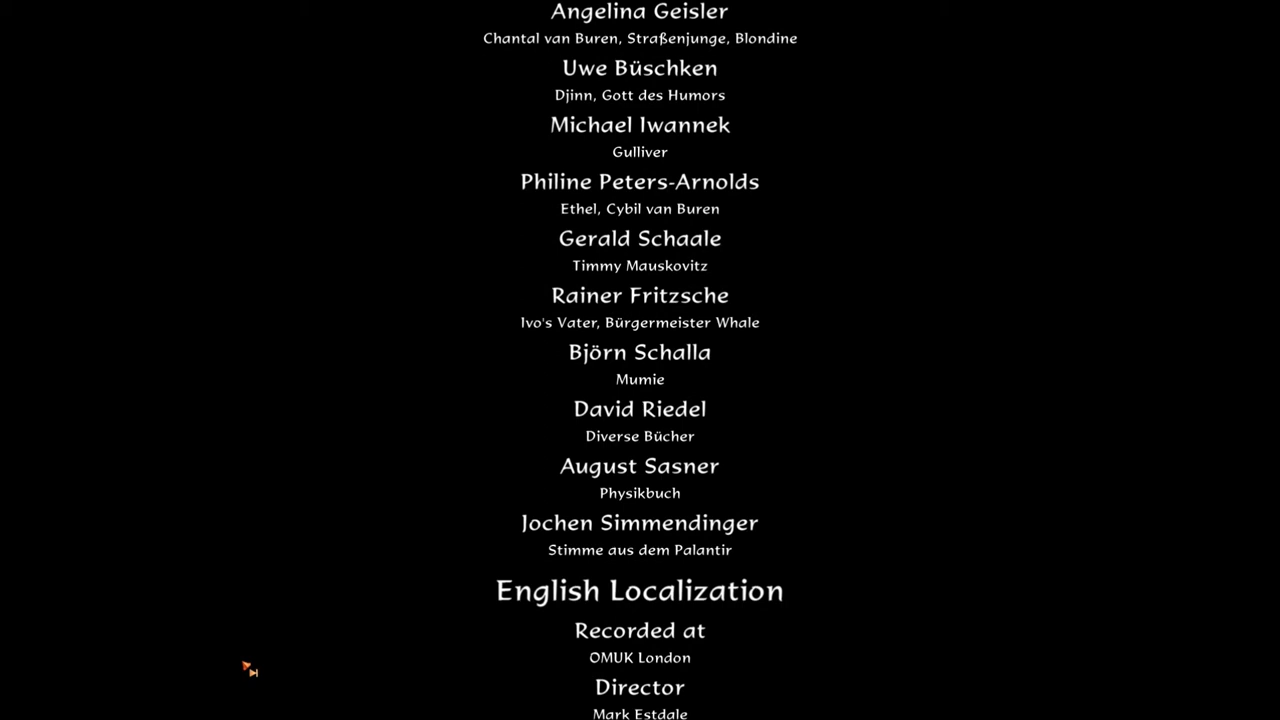 Angelina Geisler
Chantal van Buren, Straßenjunge, Blondine
Uwe Büschken
Djinn, Gott des Humors
Michael Iwannek
Gulliver
Philine Peters-Arnolds
Ethel, Cybil van Buren
Gerald Schaale
Timmy Mauskovitz
Rainer Fritzsche
Ivo's Vater, Bürgermeister Whale
Björn Schalla
Mumie
David Riedel
Diverse Bücher
August Sasner
Physikbuch
Jochen Simmendinger
Stimme aus dem Palantir
English Localization
Recorded at
OMUK London
Director
Mark Estdale